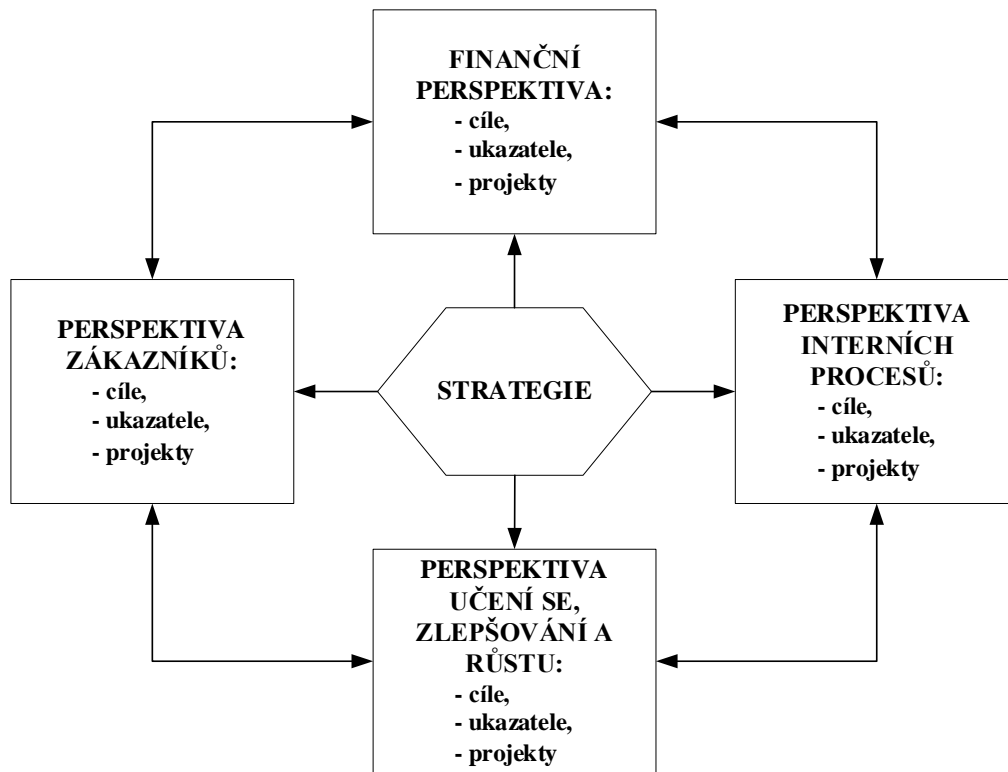 FINANČNÍ
PERSPEKTIVA:
- cíle,
- ukazatele,
- projekty
PERSPEKTIVA
ZÁKAZNÍKŮ:
- cíle,
- ukazatele,
- projekty
STRATEGIE
PERSPEKTIVA
INTERNÍCH
PROCESŮ:
- cíle,
- ukazatele,
- projekty
PERSPEKTIVA
UČENÍ SE,
ZLEPŠOVÁNÍ A
RŮSTU:
- cíle,
- ukazatele,
- projekty